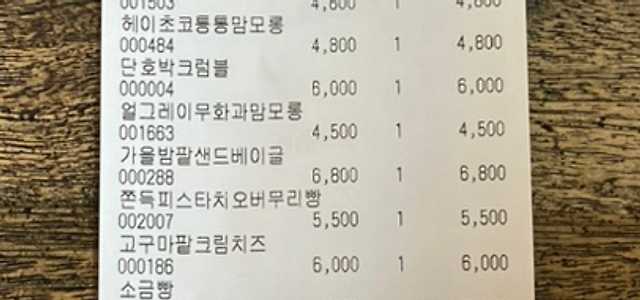 001503 4,600 1 4,600
헤이초코통통맘모롱
000484 4,800 1 4,800
단호박크럼블
000004 6,000 1 6,000
얼그레이무화과맘모롱
001663 4,500 1 4,500
가을밤팥샌드베이글
000288 6,800 1 6,800
쫀득피스타치오버무리빵
002007 5,500 1 5,500
고구마팥크림치즈
000186 6,000 1 6,000
소금빵